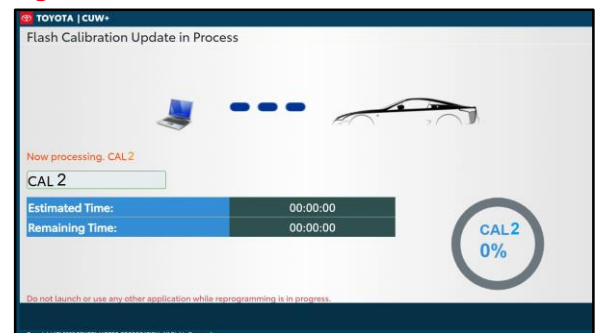 TOYOTA | CUW+
Flash Calibration Update in Process
Now processing. CAL2
CAL 2
Estimated Time: 00:00:00
Remaining Time: 00:00:00
CAL2
0%
Do not launch or use any other application while reprogramming is in progress.